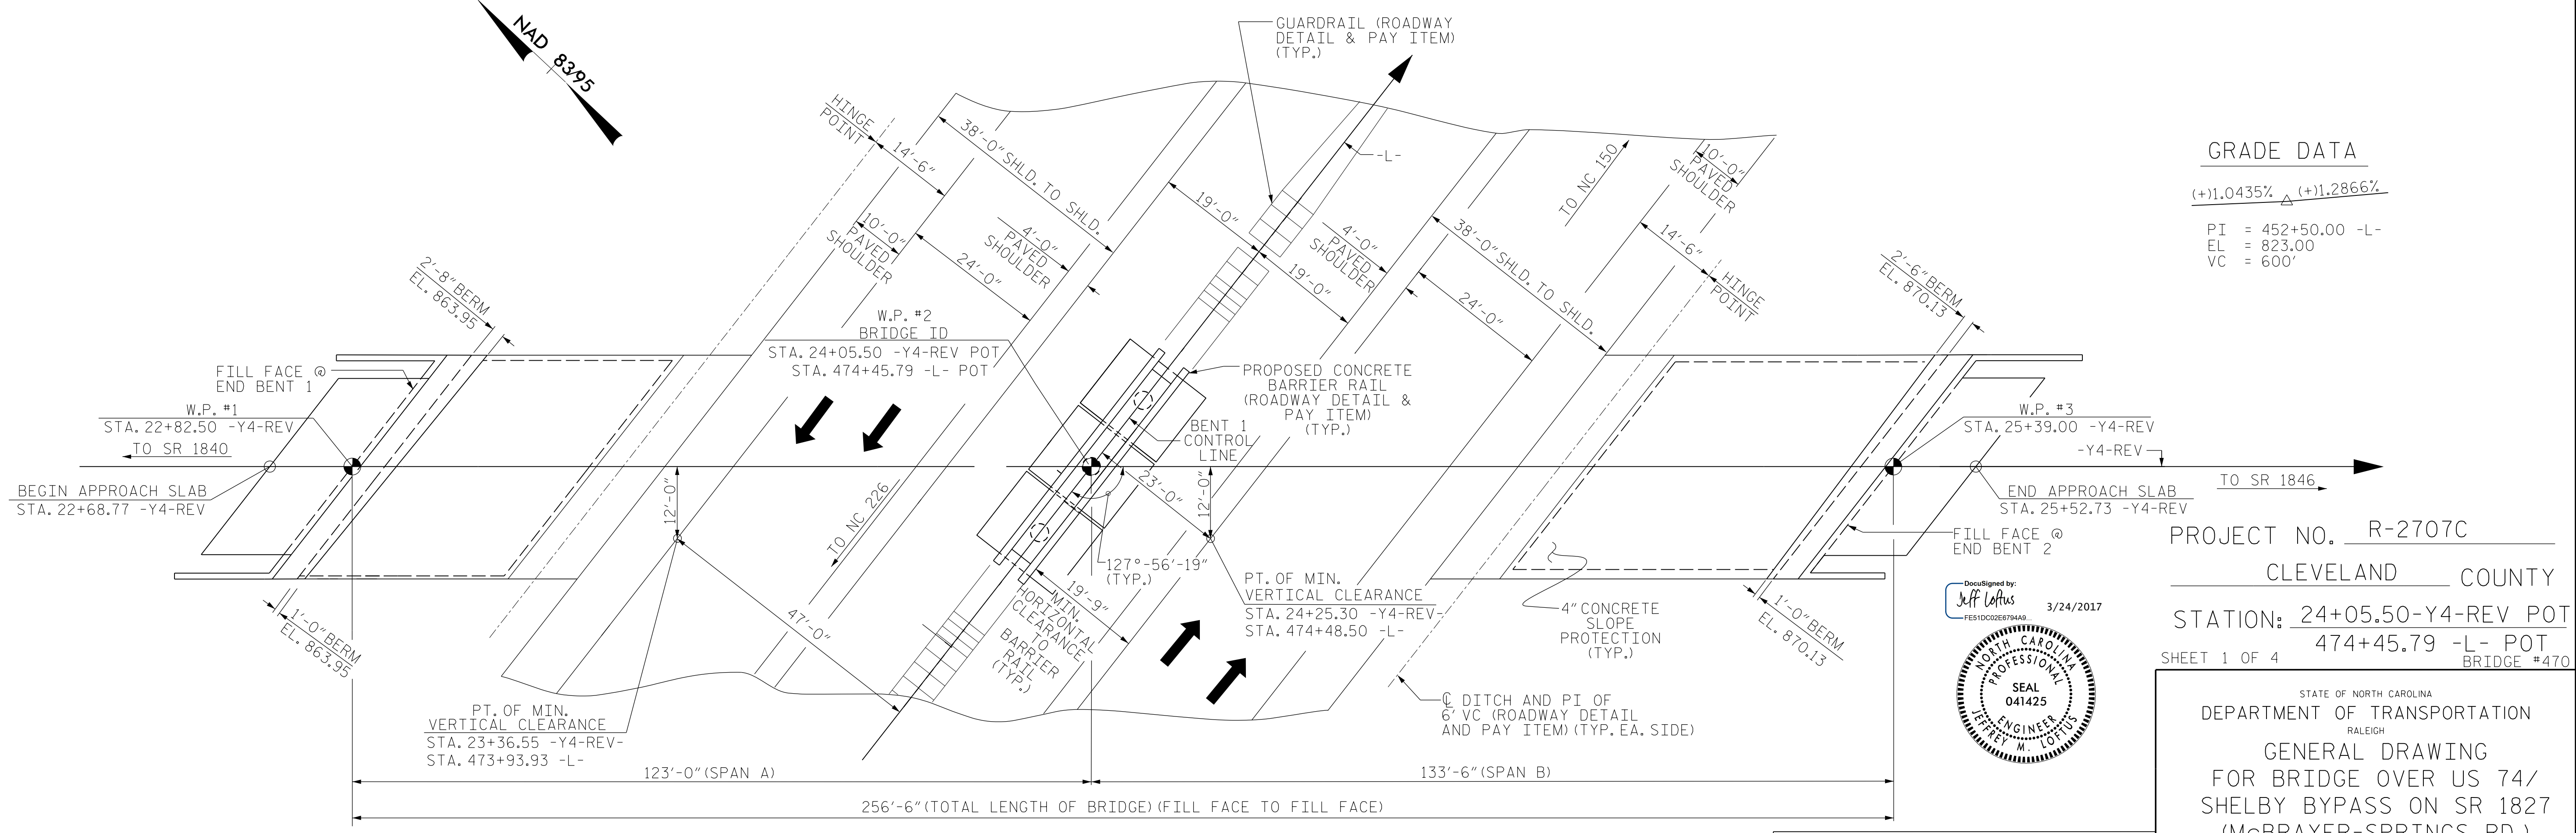 NAD 83/95
GUARDRAIL (ROADWAY
DETAIL & PAY ITEM)
(TYP.)
HINGE
POINT
14'-6"
38'-0" SHLD. TO SHLD.
10'-0"
PAVED
SHOULDER
24'-0"
4'-0"
PAVED
SHOULDER
-L-
19'-0"
19'-0"
4'-0"
PAVED
SHOULDER
38'-0" SHLD. TO SHLD.
24'-0"
TO NC 150
10'-0"
PAVED
SHOULDER
14'-6"
HINGE
POINT
GRADE DATA
(+)1.0435%
(+)1.2866%
PI = 452+50.00 -L-
EL = 823.00
VC = 600'
2'-8" BERM
EL. 863.95
2'-6" BERM
EL. 870.13
W.P. #2
BRIDGE ID
STA. 24+05.50 -Y4-REV POT
STA. 474+45.79 -L- POT
FILL FACE @
END BENT 1
W.P. #1
STA. 22+82.50 -Y4-REV
TO SR 1840
BEGIN APPROACH SLAB
STA. 22+68.77 -Y4-REV
PROPOSED CONCRETE
BARRIER RAIL
(ROADWAY DETAIL &
PAY ITEM)
(TYP.)
BENT 1
CONTROL
LINE
W.P. #3
STA. 25+39.00 -Y4-REV
-Y4-REV
TO SR 1846
END APPROACH SLAB
STA. 25+52.73 -Y4-REV
FILL FACE @
END BENT 2
12'-0"
TO NC 226
23'-0"
12'-0"
127°-56'-19"
(TYP.)
47'-0"
19'-9"
MIN.
HORIZONTAL
CLEARANCE
TO
BARRIER
RAIL
(TYP.)
PT. OF MIN.
VERTICAL CLEARANCE
STA. 24+25.30 -Y4-REV-
STA. 474+48.50 -L-
4" CONCRETE
SLOPE
PROTECTION
(TYP.)
1'-0" BERM
EL. 863.95
1'-0" BERM
EL. 870.13
PT. OF MIN.
VERTICAL CLEARANCE
STA. 23+36.55 -Y4-REV-
STA. 473+93.93 -L-
℄ DITCH AND PI OF
6' VC (ROADWAY DETAIL
AND PAY ITEM) (TYP. EA. SIDE)
123'-0" (SPAN A)
133'-6" (SPAN B)
256'-6" (TOTAL LENGTH OF BRIDGE) (FILL FACE TO FILL FACE)
DocuSigned by:
Jeff Loftus
3/24/2017
FE51DC02E6794A9...
NORTH CAROLINA
PROFESSIONAL
SEAL
041425
ENGINEER
JEFFREY M. LOFTUS
PROJECT NO. R-2707C
CLEVELAND COUNTY
STATION: 24+05.50-Y4-REV POT
474+45.79 -L- POT
SHEET 1 OF 4
BRIDGE #470
STATE OF NORTH CAROLINA
DEPARTMENT OF TRANSPORTATION
RALEIGH
GENERAL DRAWING
FOR BRIDGE OVER US 74/
SHELBY BYPASS ON SR 1827
(McBRAYER-SPRINGS RD.)